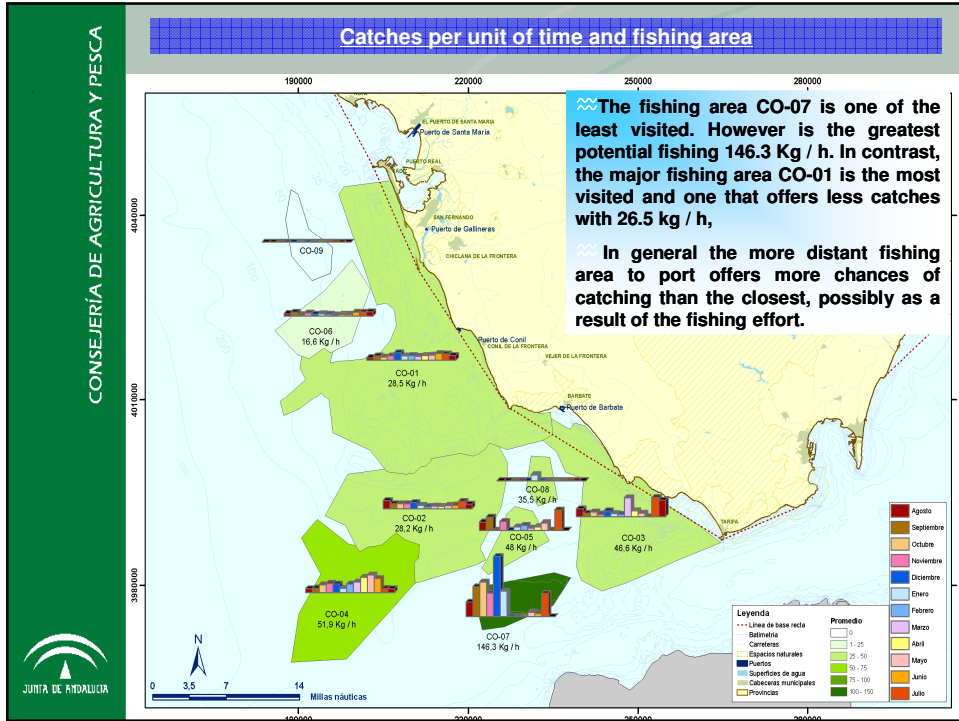 Catches per unit of time and fishing area
CONSEJERÍA DE AGRICULTURA Y PESCA
JUNTA DE ANDALUCIA
190000
220000
250000
280000
The fishing area CO-07 is one of the
least visited. However is the greatest
potential fishing 146.3 Kg / h. In contrast,
the major fishing area CO-01 is the most
visited and one that offers less catches
with 26.5 kg / h,
In general the more distant fishing
area to port offers more chances of
catching than the closest, possibly as a
result of the fishing effort.
EL PUERTO DE SANTA MARIA
Puerto de Santa María
PUERTO REAL
4040000
SAN FERNANDO
Puerto de Gallineras
CO-09
CHICLANA DE LA FRONTERA
CO-06
16,6 Kg / h
Puerto de Conil
CONIL DE LA FRONTERA
VEJER DE LA FRONTERA
CO-01
28,5 Kg / h
4010000
BARBATE
Puerto de Barbate
CO-08
35,5 Kg / h
CO-02
28,2 Kg / h
CO-05
48 Kg / h
CO-03
46,6 Kg / h
TARIFA
3980000
CO-04
51,9 Kg / h
CO-07
146,3 Kg / h
N
0 3,5 7 14
Millas náuticas
Agosto
Septiembre
Octubre
Noviembre
Diciembre
Enero
Febrero
Marzo
Abril
Mayo
Junio
Julio
Leyenda
Línea de base recta
Batimetria
Carreteras
Espacios naturales
Puertos
Superficies de agua
Cabeceras municipales
Provincias
Promedio
0
1 - 25
25 - 50
50 - 75
75 - 100
100 - 150
190000
220000
250000
280000